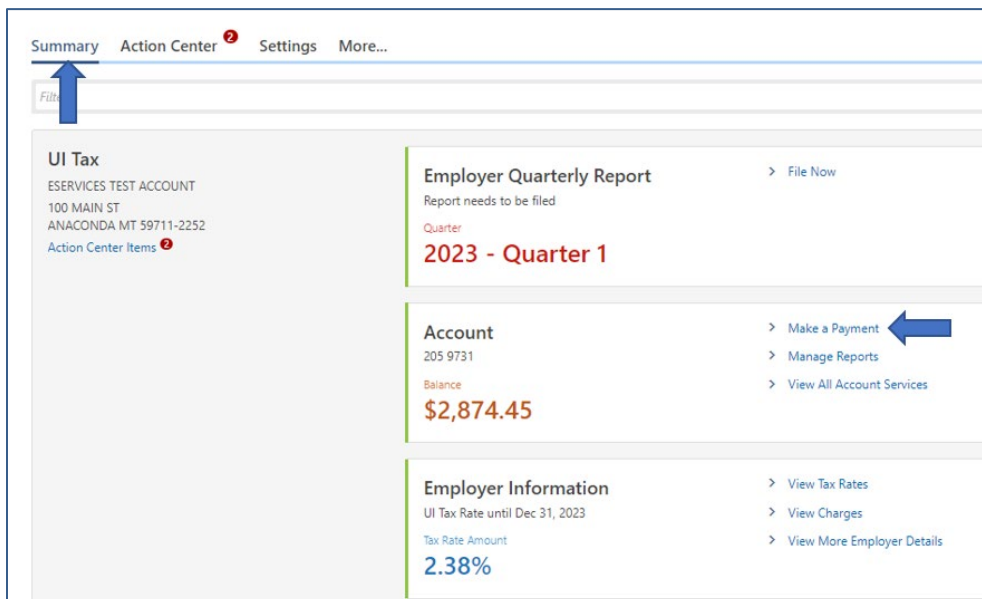 Summary Action Center 2 Settings More...
UI Tax
ESERVICES TEST ACCOUNT
100 MAIN ST
ANACONDA MT 59711-2252
Action Center Items 2
Employer Quarterly Report
Report needs to be filed
Quarter
2023 - Quarter 1
> File Now
Account
205 9731
Balance
$2,874.45
> Make a Payment
> Manage Reports
> View All Account Services
Employer Information
UI Tax Rate until Dec 31, 2023
Tax Rate Amount
2.38%
> View Tax Rates
> View Charges
> View More Employer Details